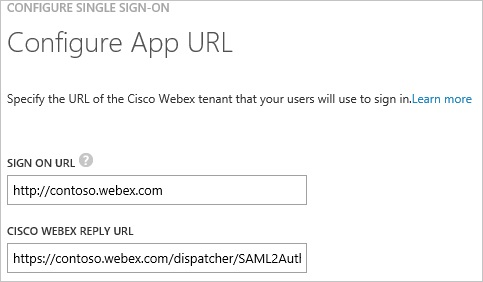 CONFIGURE SINGLE SIGN-ON
Configure App URL
Specify the URL of the Cisco Webex tenant that your users will use to sign in.Learn more
SIGN ON URL ?
http://contoso.webex.com
CISCO WEBEX REPLY URL
https://contoso.webex.com/dispatcher/SAML2Autl